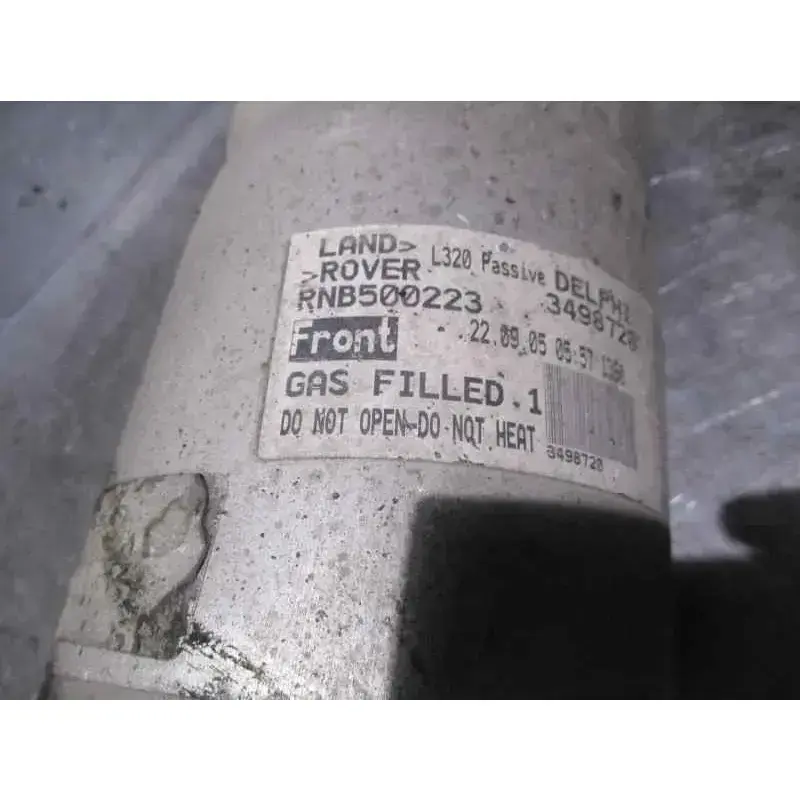 LAND>
>ROVER
L320 Passive DELPHI
RNB500223
3498720
Front
22.09.05 05:57
GAS FILLED.1
DO NOT OPEN-DO NOT HEAT
3498720